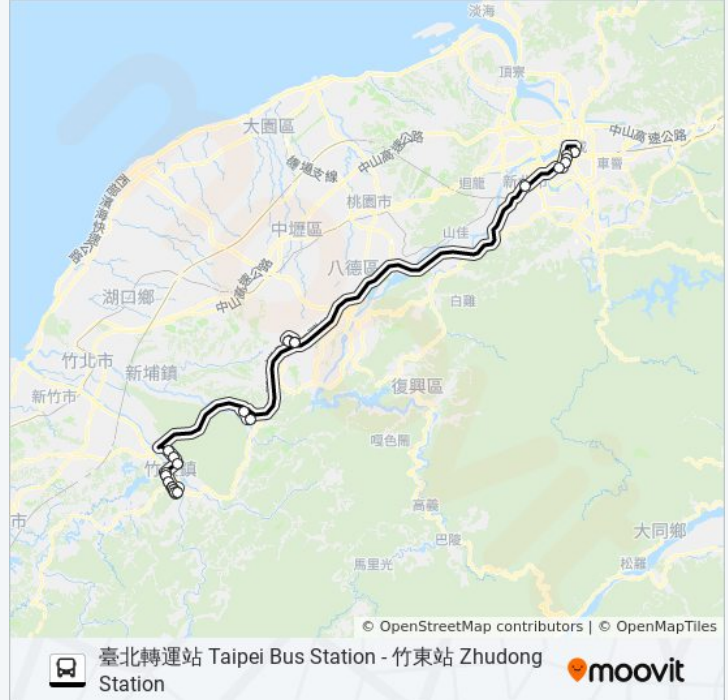 淡海
頂寮
中山高速公路
大園區
中山高速公路
機場支線
車寮
迴龍
桃園市
西部濱海快速公路
中壢區
山佳
八德區
中山高速公路
湖口鄉
白雞
竹北市
新埔鎮
復興區
新竹市
嘎色鬧
高義
市
大同鄉
巴陵
松羅
馬里光
© OpenStreetMap contributors | © OpenMapTiles
臺北轉運站 Taipei Bus Station - 竹東站 Zhudong
Station
moovit